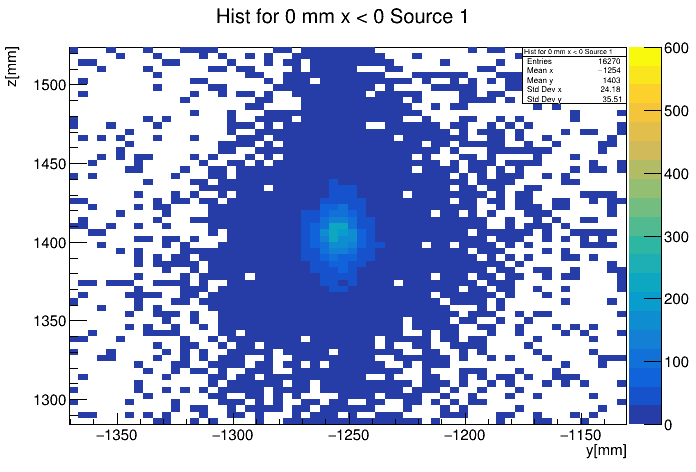 Hist for 0 mm x < 0 Source 1
z[mm]
Hist for 0 mm x < 0 Source 1
Entries 16270
Mean x −1254
Mean y 1403
Std Dev x 24.18
Std Dev y 35.51
1500
1450
1400
1350
1300
−1350 −1300 −1250 −1200 −1150
y[mm]
600
500
400
300
200
100
0